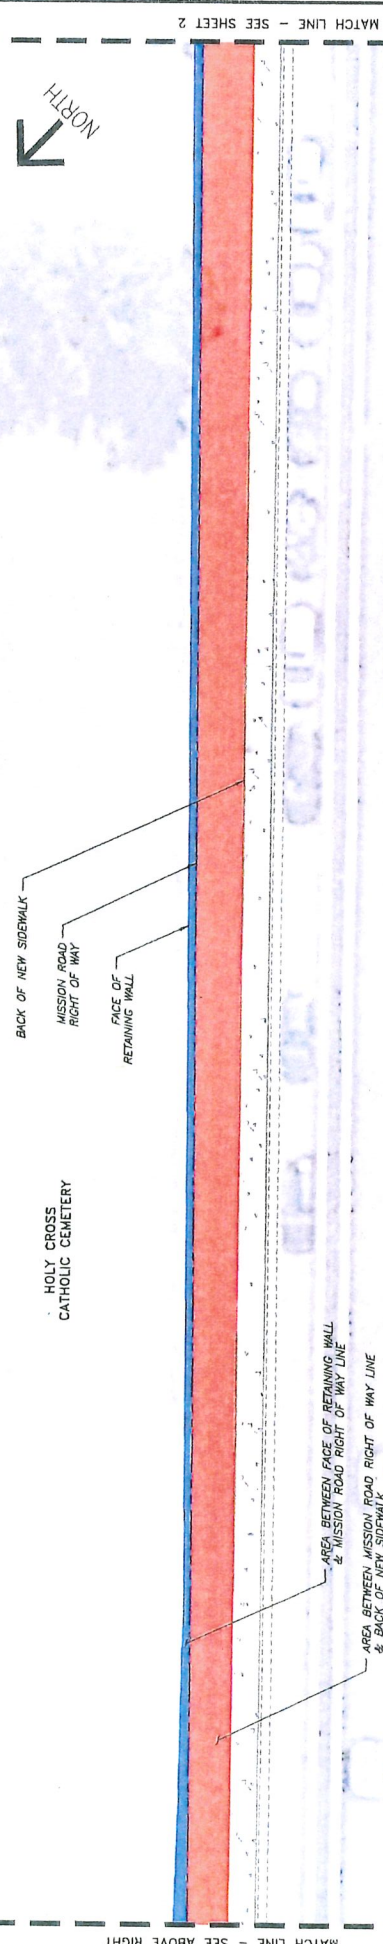 MATCH LINE - SEE SHEET 2
NORTH
BACK OF NEW SIDEWALK
MISSION ROAD
RIGHT OF WAY
FACE OF
RETAINING WALL
HOLY CROSS
CATHOLIC CEMETERY
AREA BETWEEN FACE OF RETAINING WALL
& MISSION ROAD RIGHT OF WAY LINE
AREA BETWEEN MISSION ROAD RIGHT OF WAY LINE
& BACK OF NEW SIDEWALK
MATCH LINE - SEE ABOVE RIGHT